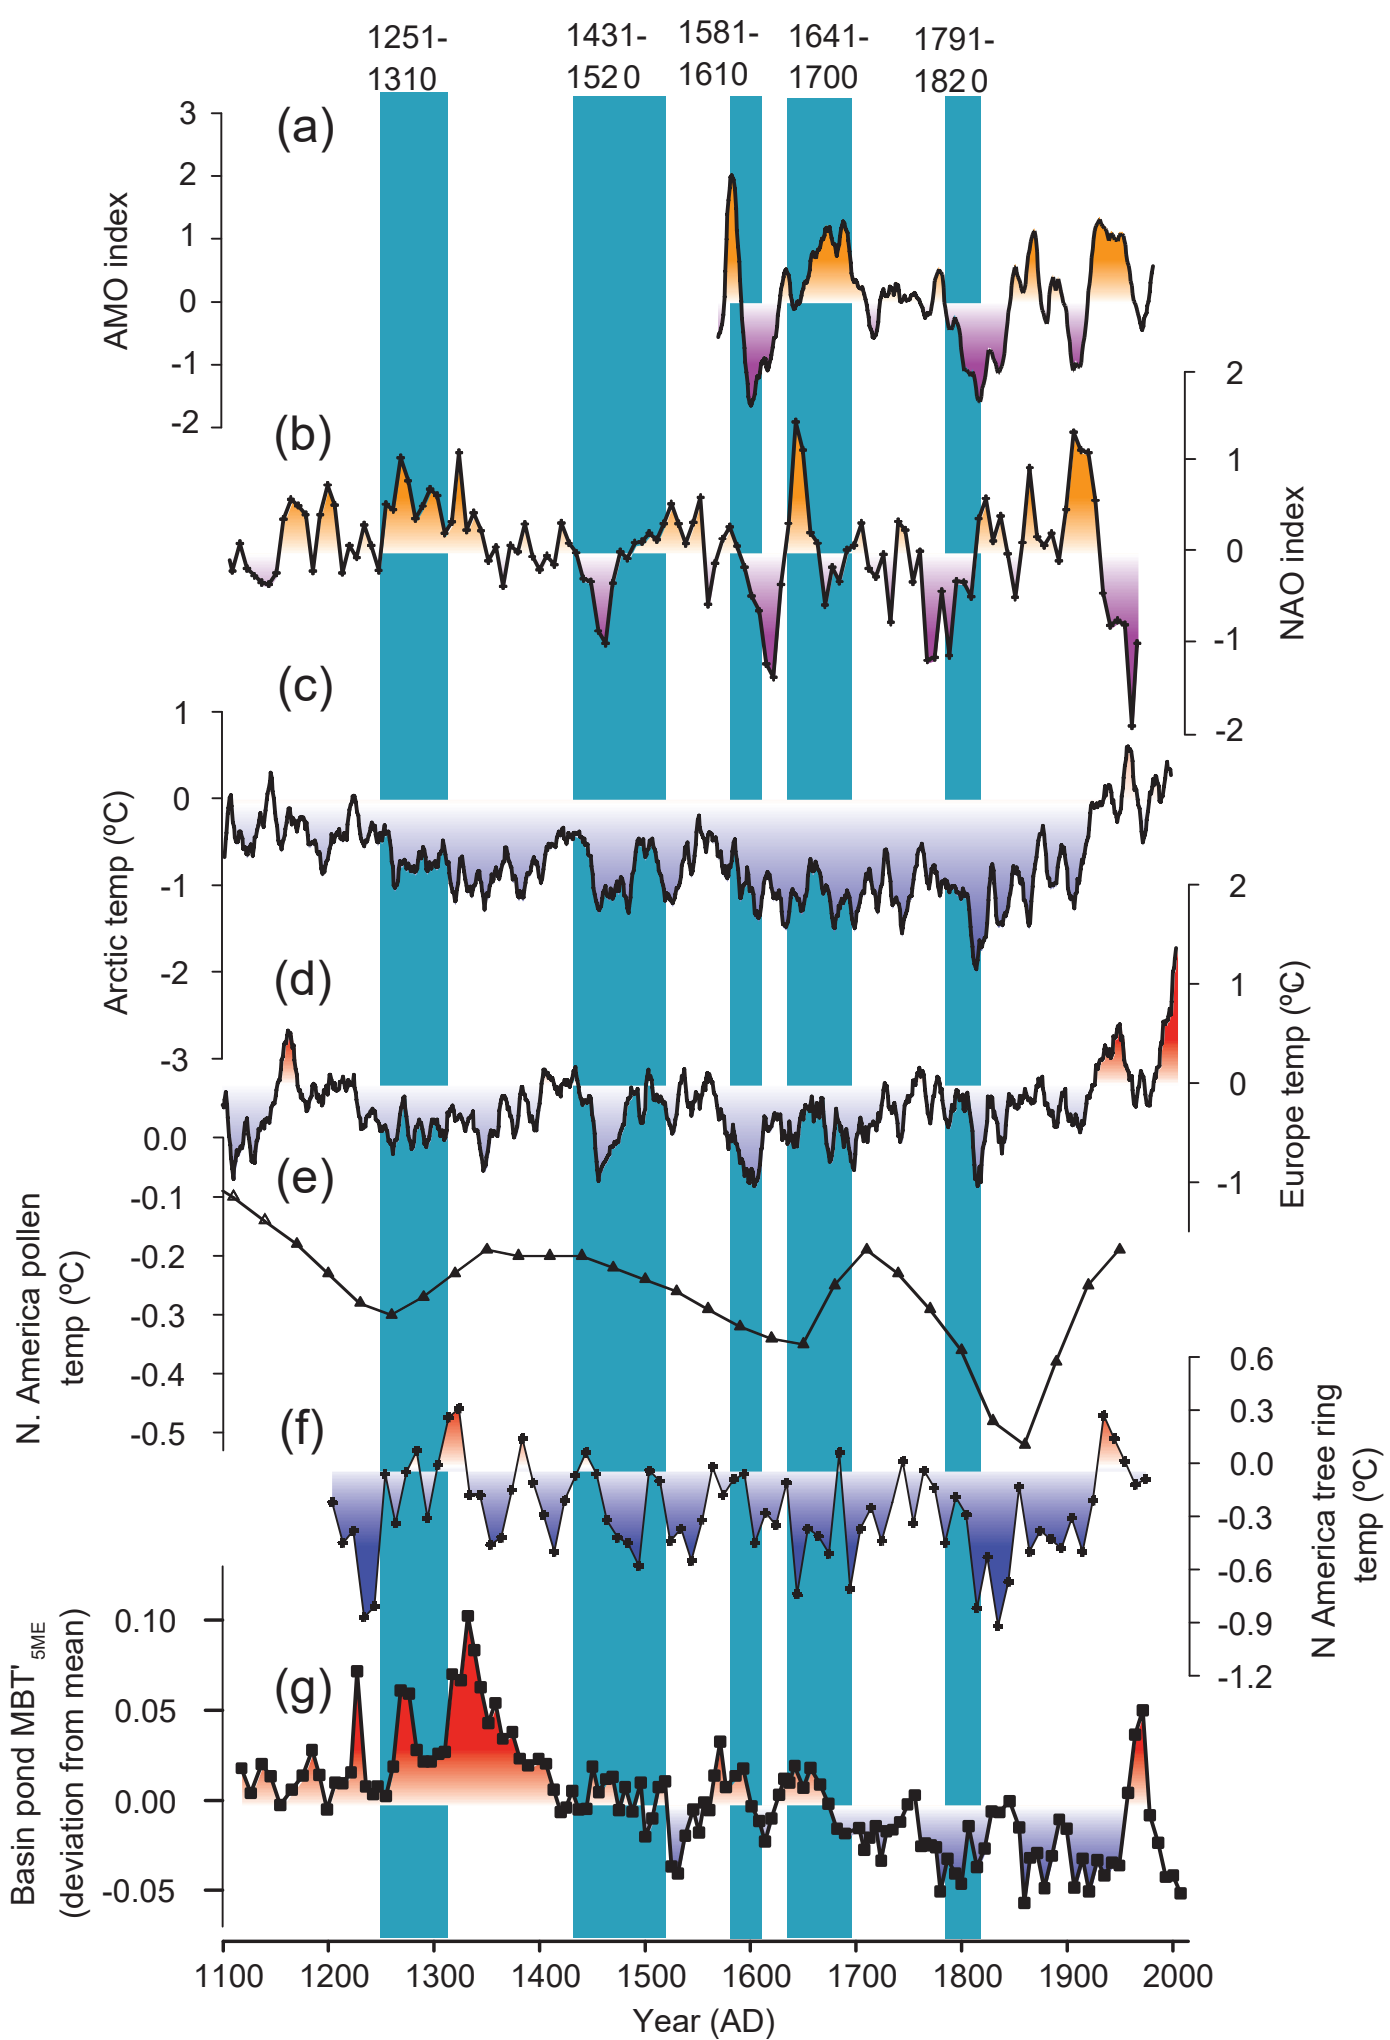 1251-
1310
1431-
1520
1581-
1610
1641-
1700
1791-
1820
(a)
3
2
1
0
-1
-2
AMO index
(b)
2
1
0
-1
-2
NAO index
(c)
1
0
-1
-2
-3
Arctic temp (ºC)
(d)
2
1
0
-1
Europe temp (ºC)
(e)
0.0
-0.1
-0.2
-0.3
-0.4
-0.5
N. America pollen
temp (ºC)
(f)
0.6
0.3
0.0
-0.3
-0.6
-0.9
-1.2
N America tree ring
temp (ºC)
(g)
0.10
0.05
0.00
-0.05
Basin pond MBT'5ME
(deviation from mean)
1100 1200 1300 1400 1500 1600 1700 1800 1900 2000
Year (AD)